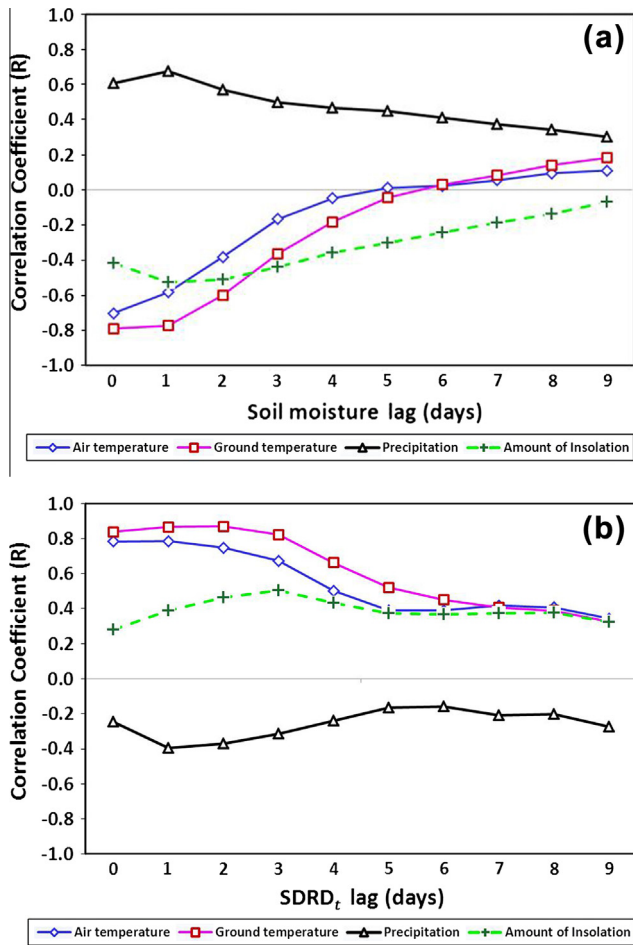 (a)
Correlation Coefficient (R)
1.0
0.8
0.6
0.4
0.2
0.0
-0.2
-0.4
-0.6
-0.8
-1.0
0 1 2 3 4 5 6 7 8 9
Soil moisture lag (days)
Air temperature Ground temperature Precipitation Amount of Insolation
(b)
Correlation Coefficient (R)
1.0
0.8
0.6
0.4
0.2
0.0
-0.2
-0.4
-0.6
-0.8
-1.0
0 1 2 3 4 5 6 7 8 9
SDRDt lag (days)
Air temperature Ground temperature Precipitation Amount of Insolation